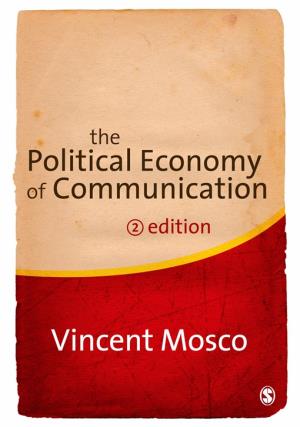 the
Political Economy
of Communication
② edition
Vincent Mosco
S